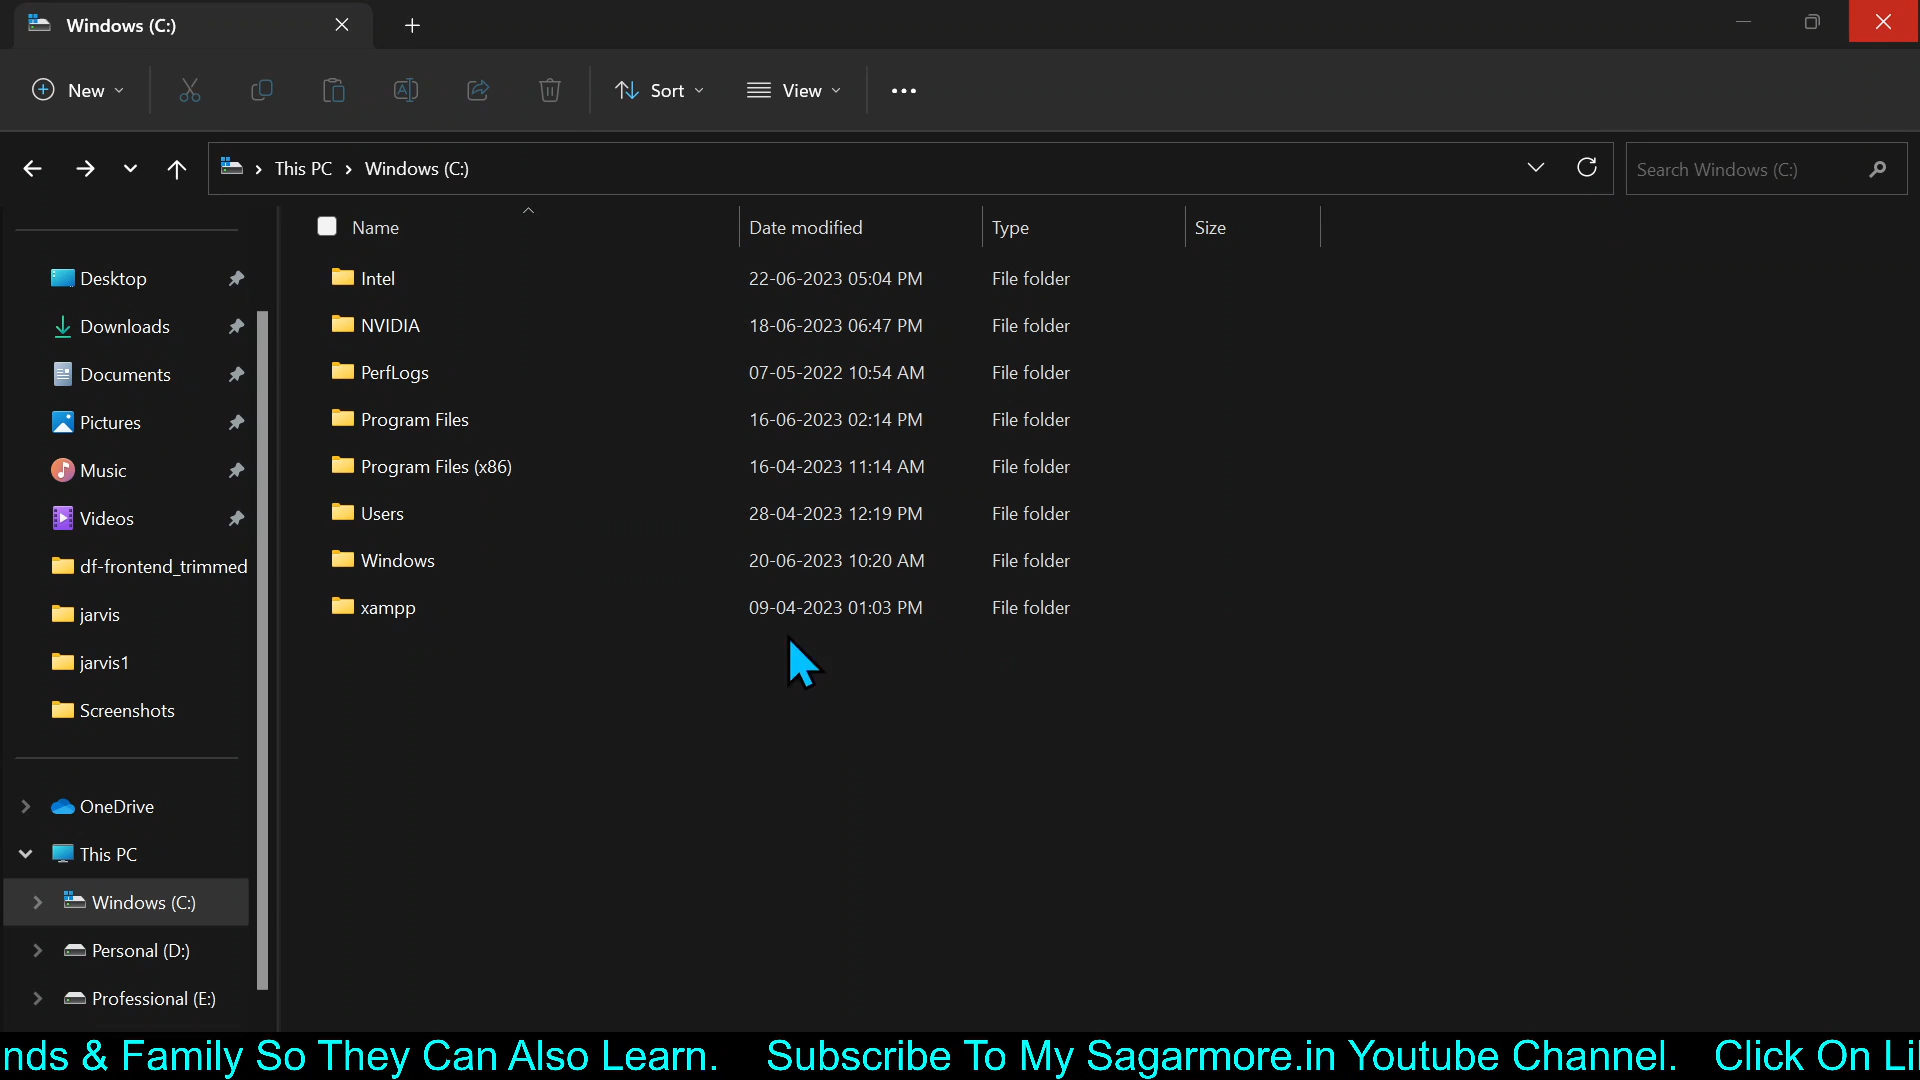 Windows (C:)
New
Sort
View
This PC
Windows (C:)
Search Windows (C:)
Name
Date modified
Type
Size
Intel 22-06-2023 05:04 PM File folder
NVIDIA 18-06-2023 06:47 PM File folder
PerfLogs 07-05-2022 10:54 AM File folder
Program Files 16-06-2023 02:14 PM File folder
Program Files (x86) 16-04-2023 11:14 AM File folder
Users 28-04-2023 12:19 PM File folder
Windows 20-06-2023 10:20 AM File folder
xampp 09-04-2023 01:03 PM File folder
Desktop
Downloads
Documents
Pictures
Music
Videos
df-frontend_trimmed
jarvis
jarvis1
Screenshots
OneDrive
This PC
Windows (C:)
Personal (D:)
Professional (E:)
nds & Family So They Can Also Learn. Subscribe To My Sagarmore.in Youtube Channel. Click On Li